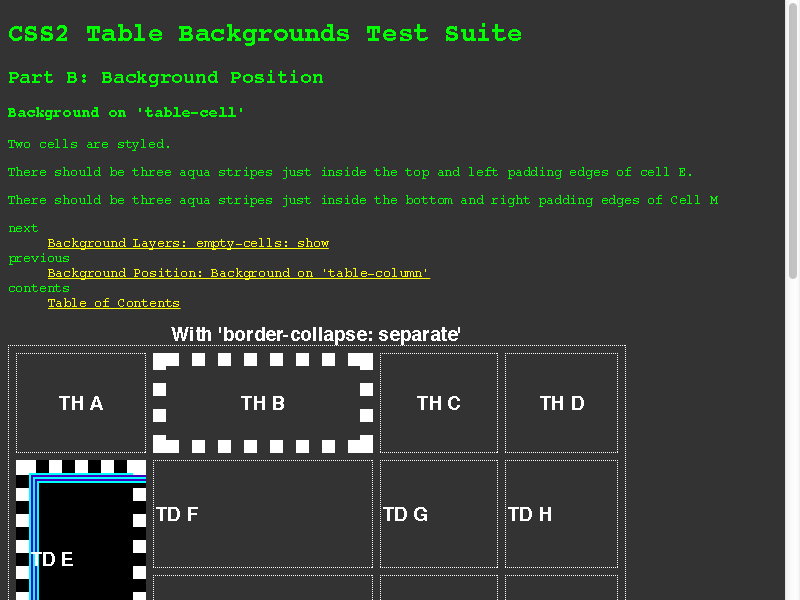 CSS2 Table Backgrounds Test Suite
Part B: Background Position
Background on 'table-cell'
Two cells are styled.
There should be three aqua stripes just inside the top and left padding edges of cell E.
There should be three aqua stripes just inside the bottom and right padding edges of Cell M
next
Background Layers: empty-cells: show
previous
Background Position: Background on 'table-column'
contents
Table of Contents
With 'border-collapse: separate'
TH A TH B TH C TH D
TD F TD G TD H
TD E